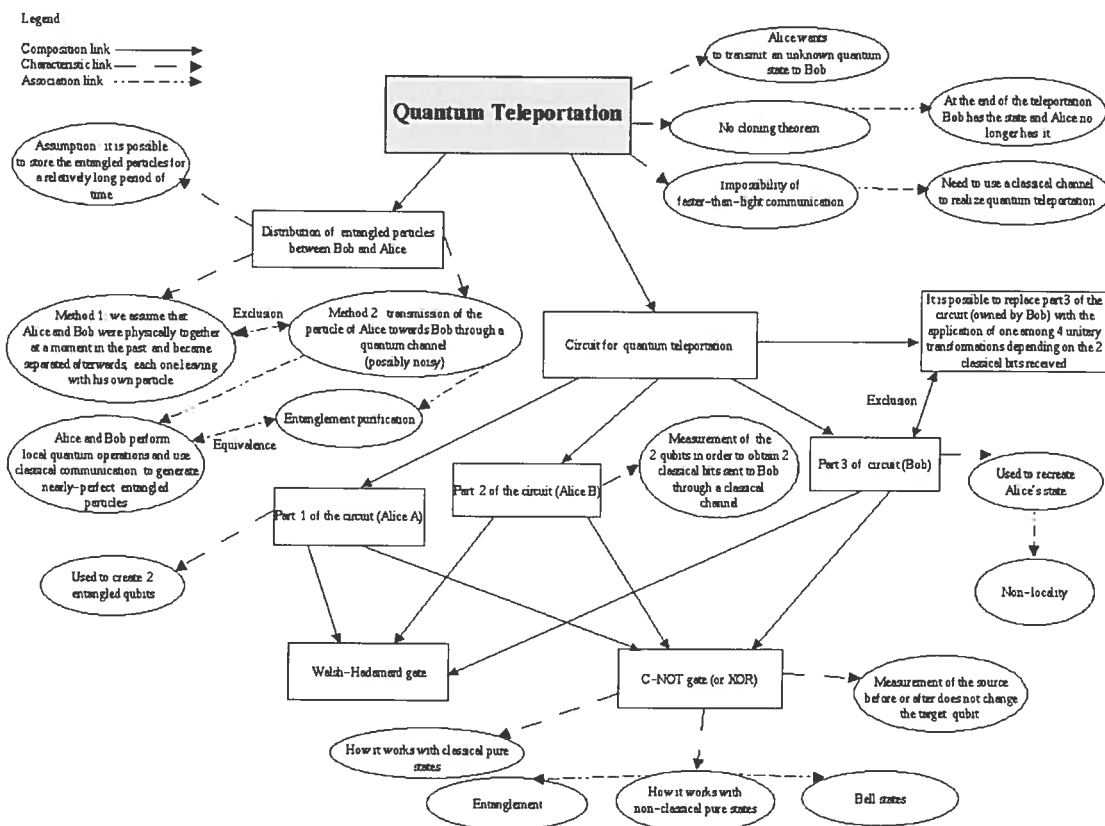 Legend
Composition link
Characteristic link
Association link
Quantum Teleportation
Alice wants
to transmit an unknown quantum
state to Bob
No cloning theorem
At the end of the teleportation
Bob has the state and Alice no
longer has it
Impossibility of
faster-than-light communication
Need to use a classical channel
to realize quantum teleportation
Assumption : it is possible
to store the entangled particles for
a relatively long period of
time
Distribution of entangled particles
between Bob and Alice
Method 1: we assume that
Alice and Bob were physically together
at a moment in the past and became
separated afterwards, each one leaving
with his own particle
Exclusion
Method 2 transmission of the
particle of Alice towards Bob through a
quantum channel
(possibly noisy)
Circuit for quantum teleportation
It is possible to replace part 3 of the
circuit (owned by Bob) with the
application of one among 4 unitary
transformations depending on the 2
classical bits received
Exclusion
Alice and Bob perform
local quantum operations and use
classical communication to generate
nearly-perfect entangled
particles
Equivalence
Entanglement purification
Part 1 of the circuit (Alice A)
Part 2 of the circuit (Alice B)
Measurement of the
2 qubits in order to obtain 2
classical bits sent to Bob
through a classical
channel
Part 3 of circuit (Bob)
Used to recreate
Alice's state
Non-locality
Used to create 2
entangled qubits
Walsh-Hadamard gate
C-NOT gate (or XOR)
Measurement of the source
before or after does not change
the target qubit
How it works with classical pure
states
Entanglement
How it works with
non-classical pure states
Bell states